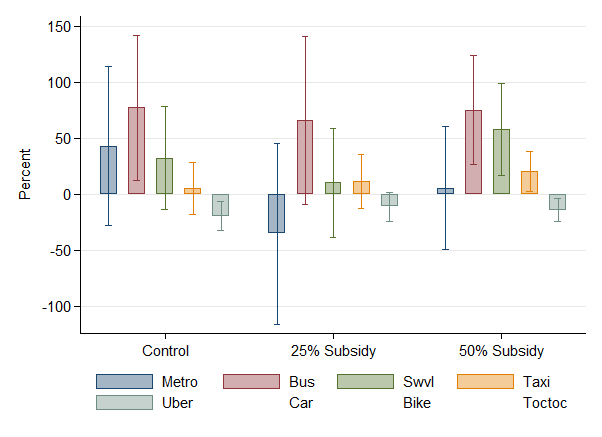 150
100
50
0
-50
-100
Percent
Control 25% Subsidy 50% Subsidy
Metro Bus Swvl Taxi
Uber Car Bike Toctoc